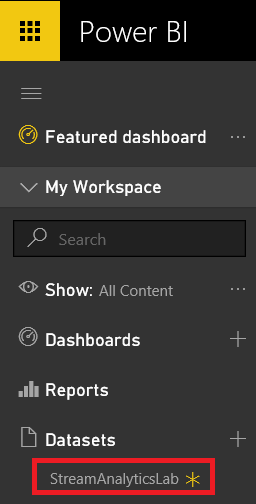 Power BI
Featured dashboard
My Workspace
Search
Show: All Content
Dashboards
Reports
Datasets
StreamAnalyticsLab